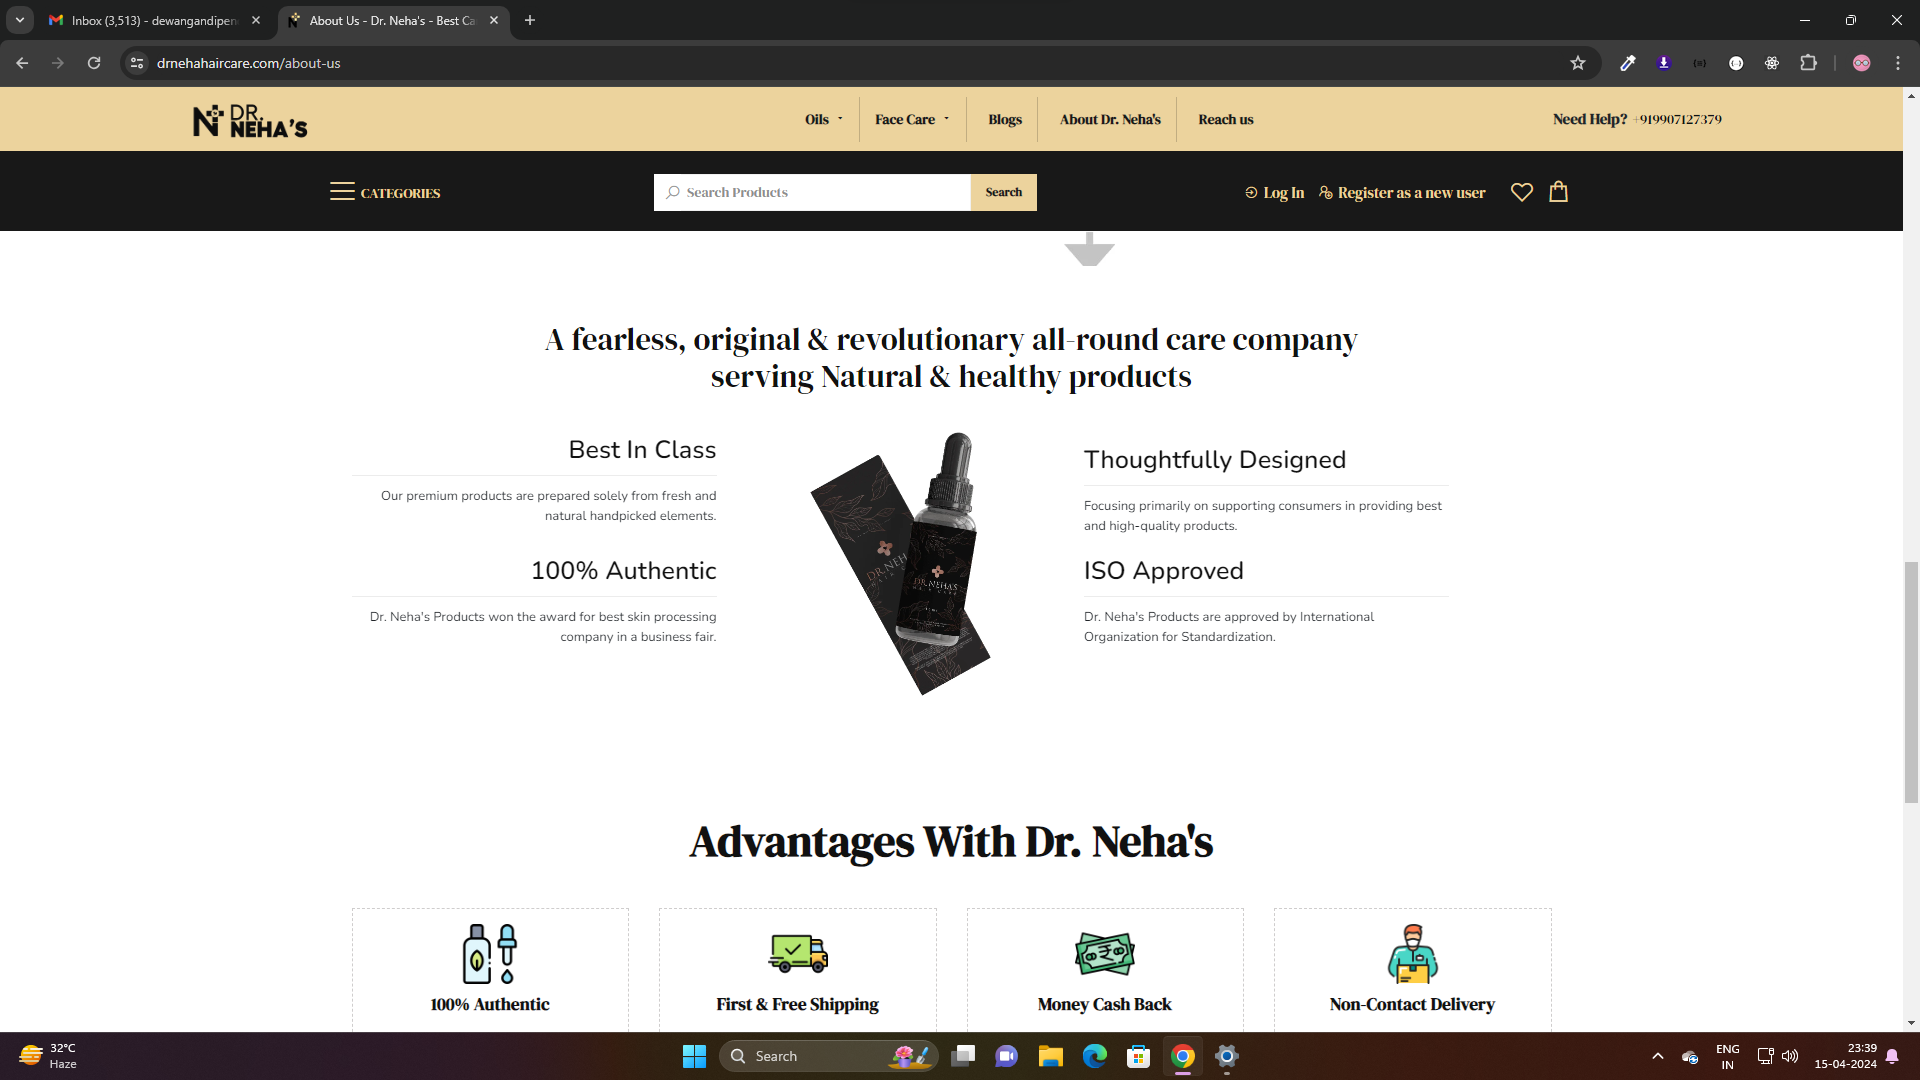 Inbox (3,513) - dewangandipen
About Us - Dr. Neha's - Best Ca
drnehahaircare.com/about-us
DR.
NEHA'S
Oils
Face Care
Blogs
About Dr. Neha's
Reach us
Need Help? +919907127379
CATEGORIES
Search Products
Search
Log In
Register as a new user
A fearless, original & revolutionary all-round care company
serving Natural & healthy products
Best In Class
Our premium products are prepared solely from fresh and
natural handpicked elements.
100% Authentic
Dr. Neha's Products won the award for best skin processing
company in a business fair.
DR.NEH
DR.NEHA'S
HAIR CARE
Thoughtfully Designed
Focusing primarily on supporting consumers in providing best
and high-quality products.
ISO Approved
Dr. Neha's Products are approved by International
Organization for Standardization.
Advantages With Dr. Neha's
100% Authentic
First & Free Shipping
Money Cash Back
Non-Contact Delivery
32°C
Haze
Search
ENG
IN
23:39
15-04-2024